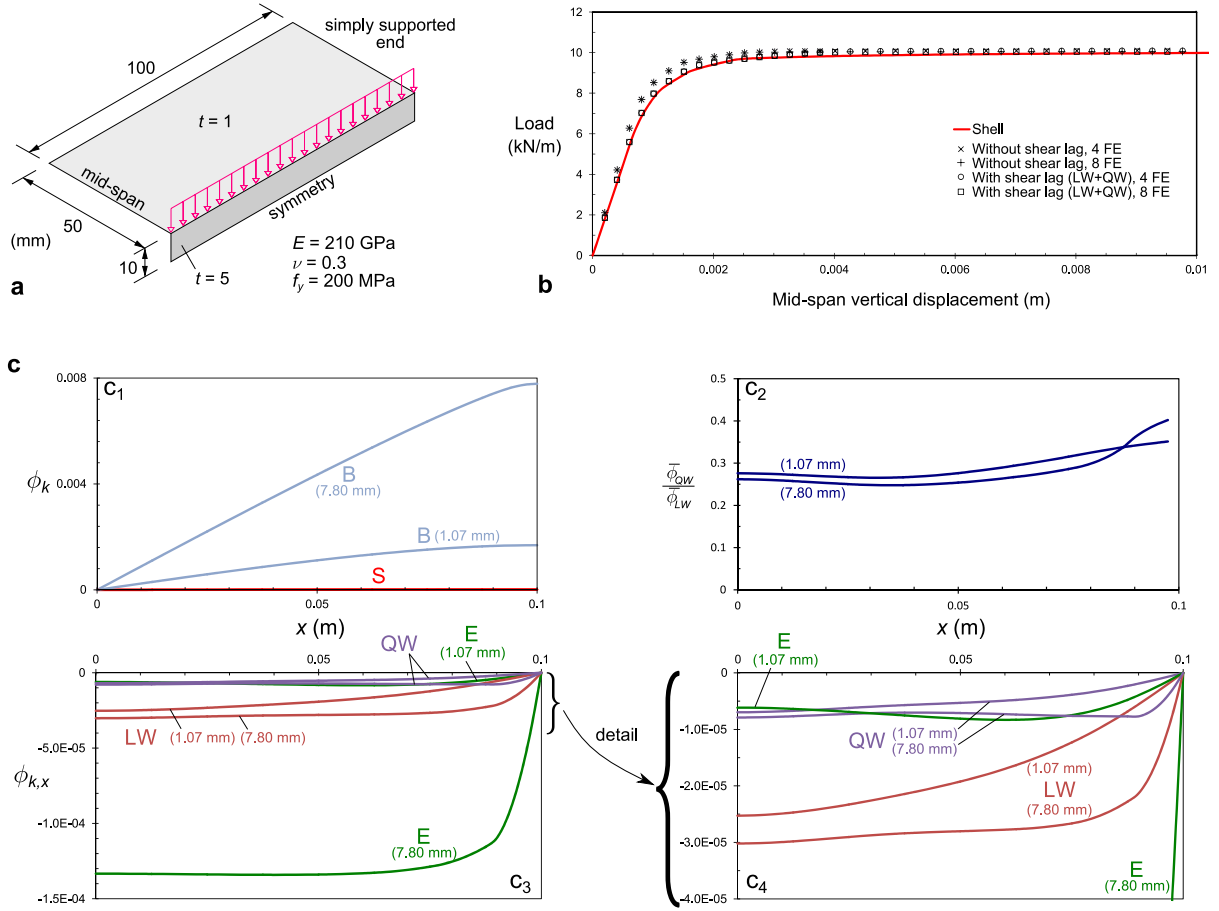 simply supported
end
100
t = 1
mid-span
symmetry
50
(mm)
10
t = 5
E = 210 GPa
ν = 0.3
f_y = 200 MPa
a
12
10
8
6
4
2
0
Load
(kN/m)
Shell
Without shear lag, 4 FE
Without shear lag, 8 FE
With shear lag (LW+QW), 4 FE
With shear lag (LW+QW), 8 FE
0 0.002 0.004 0.006 0.008 0.01
Mid-span vertical displacement (m)
b
c
c1
0.008
0.004
0
ϕk
B
(7.80 mm)
B (1.07 mm)
S
0 0.05 0.1
x (m)
c2
0.5
0.4
0.3
0.2
0.1
0
ϕ̅QW
ϕ̅LW
(1.07 mm)
(7.80 mm)
0 0.05 0.1
x (m)
0 0.05 0.1
0
-5.0E-05
-1.0E-04
-1.5E-04
ϕk,x
QW
E
(1.07 mm)
LW (1.07 mm) (7.80 mm)
E
(7.80 mm)
c3
detail
E
(1.07 mm)
0 0.05 0.1
0
-1.0E-05
-2.0E-05
-3.0E-05
-4.0E-05
QW (1.07 mm)
(7.80 mm)
(1.07 mm)
LW
(7.80 mm)
E
(7.80 mm)
c4